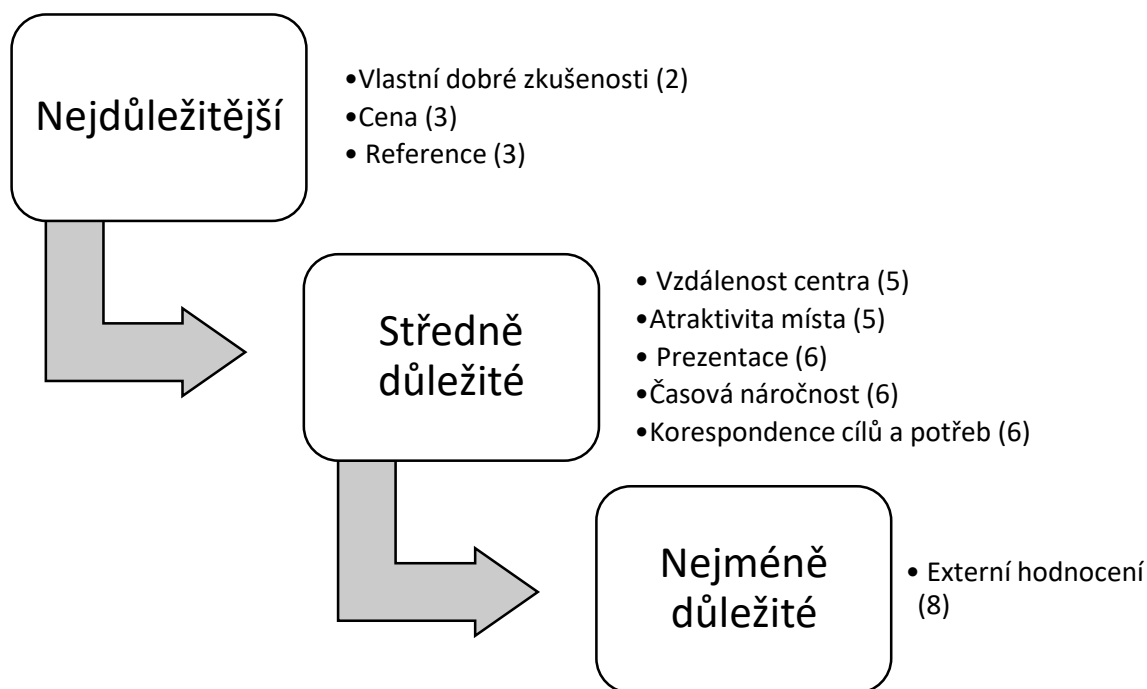 Nejdůležitější
•Vlastní dobré zkušenosti (2)
•Cena (3)
• Reference (3)
Středně
důležité
• Vzdálenost centra (5)
•Atraktivita místa (5)
• Prezentace (6)
•Časová náročnost (6)
•Korespondence cílů a potřeb (6)
Nejméně
důležité
• Externí hodnocení
(8)